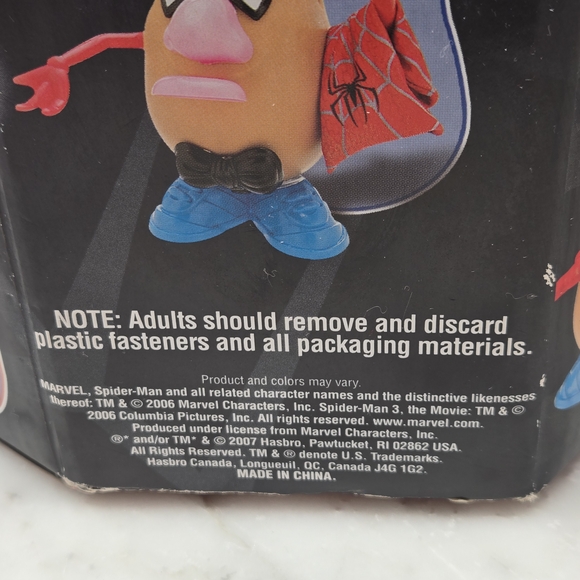 NOTE: Adults should remove and discard
plastic fasteners and all packaging materials.
Product and colors may vary.
MARVEL, Spider-Man and all related character names and the distinctive likenesses
thereof: TM & © 2006 Marvel Characters, Inc. Spider-Man 3, the Movie: TM & ©
2006 Columbia Pictures, Inc. All rights reserved. www.marvel.com.
Produced under license from Marvel Characters, Inc.
®* and/or TM* & © 2007 Hasbro, Pawtucket, RI 02862 USA.
All Rights Reserved. TM & ® denote U.S. Trademarks.
Hasbro Canada, Longueuil, QC, Canada J4G 1G2.
MADE IN CHINA.